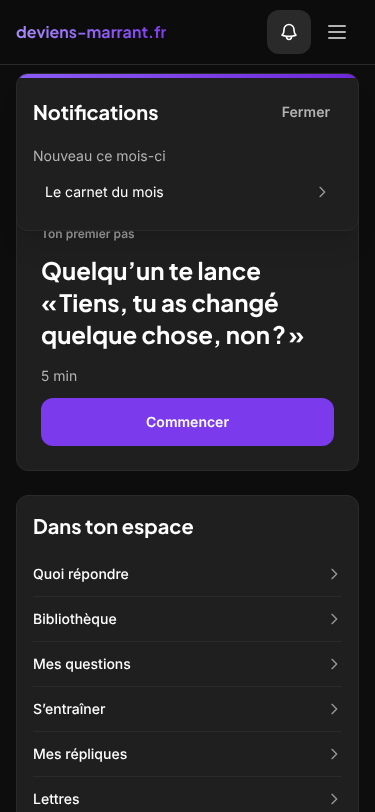 deviens-marrant.fr
Notifications
Fermer
Nouveau ce mois-ci
Le carnet du mois
Ton premier pas
Quelqu’un te lance
« Tiens, tu as changé
quelque chose, non ? »
5 min
Commencer
Dans ton espace
Quoi répondre
Bibliothèque
Mes questions
S’entraîner
Mes répliques
Lettres